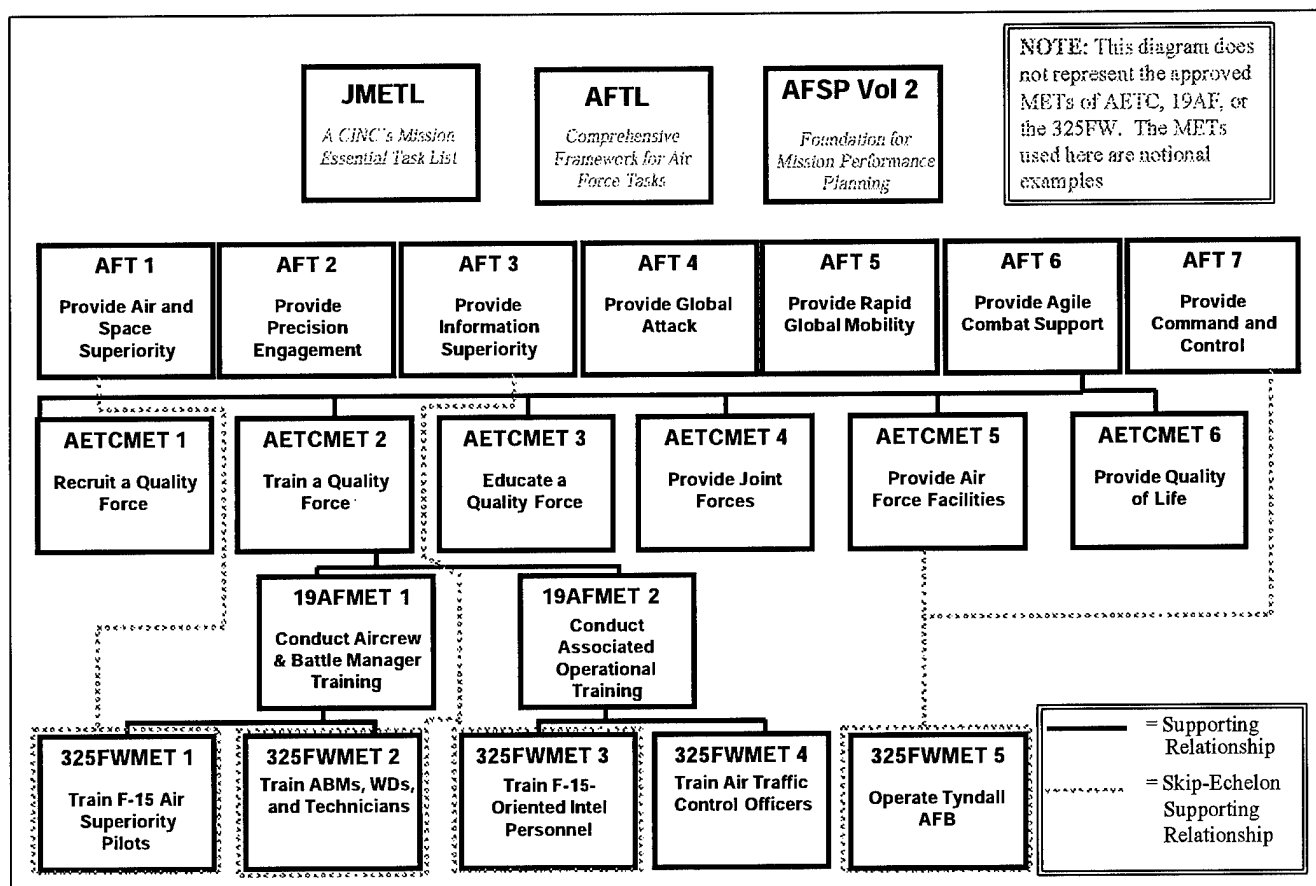 JMETL
A CINC's Mission
Essential Task List
AFTL
Comprehensive
Framework for Air
Force Tasks
AFSP Vol 2
Foundation for
Mission Performance
Planning
NOTE: This diagram does
not represent the approved
METs of AETC, 19AF, or
the 325FW. The METs
used here are notional
examples
AFT 1
Provide Air and
Space
Superiority
AFT 2
Provide
Precision
Engagement
AFT 3
Provide
Information
Superiority
AFT 4
Provide Global
Attack
AFT 5
Provide Rapid
Global Mobility
AFT 6
Provide Agile
Combat Support
AFT 7
Provide
Command and
Control
AETCMET 1
Recruit a Quality
Force
AETCMET 2
Train a Quality
Force
AETCMET 3
Educate a
Quality Force
AETCMET 4
Provide Joint
Forces
AETCMET 5
Provide Air
Force Facilities
AETCMET 6
Provide Quality
of Life
19AFMET 1
Conduct Aircrew
& Battle Manager
Training
19AFMET 2
Conduct
Associated
Operational
Training
325FWMET 1
Train F-15 Air
Superiority
Pilots
325FWMET 2
Train ABMs, WDs,
and Technicians
325FWMET 3
Train F-15-
Oriented Intel
Personnel
325FWMET 4
Train Air Traffic
Control Officers
325FWMET 5
Operate Tyndall
AFB
= Supporting
Relationship
= Skip-Echelon
Supporting
Relationship